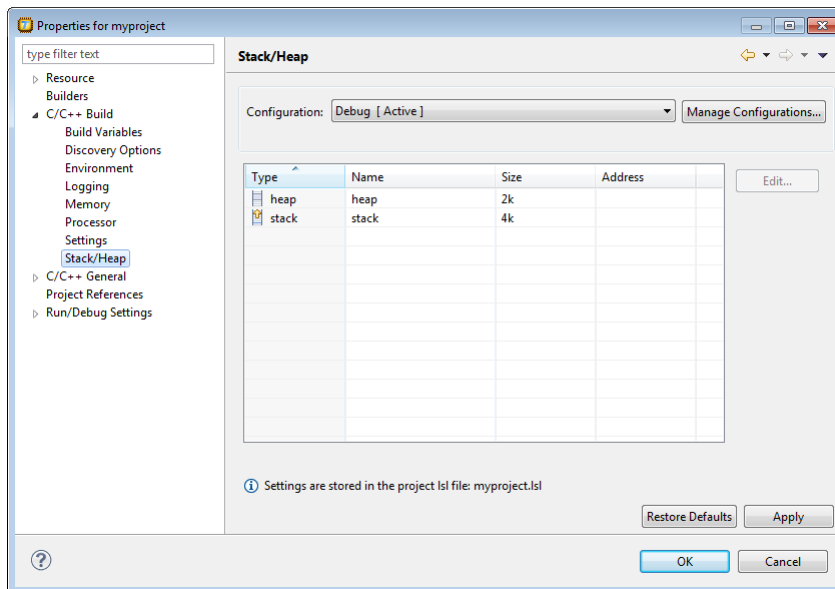 Properties for myproject
type filter text
Stack/Heap
Resource
Builders
C/C++ Build
Build Variables
Discovery Options
Environment
Logging
Memory
Processor
Settings
Stack/Heap
C/C++ General
Project References
Run/Debug Settings
Configuration: Debug [ Active ] Manage Configurations...
Type Name Size Address
heap heap 2k
stack stack 4k
Edit...
Settings are stored in the project lsl file: myproject.lsl
Restore Defaults Apply
OK Cancel